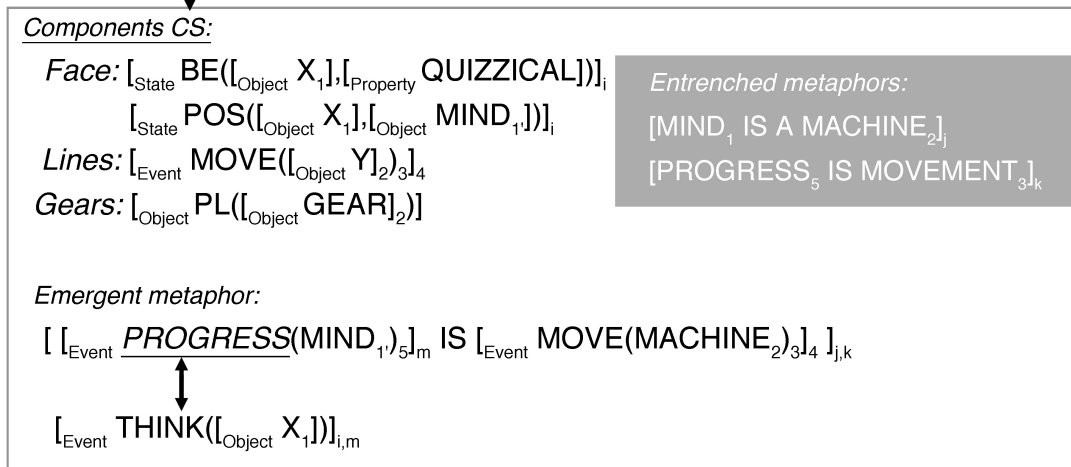 Components CS:
Face: [State BE([Object X1],[Property QUIZZICAL])]i
[State POS([Object X1],[Object MIND1'])]i
Lines: [Event MOVE([Object Y]2)3]4
Gears: [Object PL([Object GEAR]2)]
Entrenched metaphors:
[MIND1 IS A MACHINE2]j
[PROGRESS5 IS MOVEMENT3]k
Emergent metaphor:
[ [Event PROGRESS(MIND1')5]m IS [Event MOVE(MACHINE2)3]4 ]j,k
[Event THINK([Object X1])]i,m